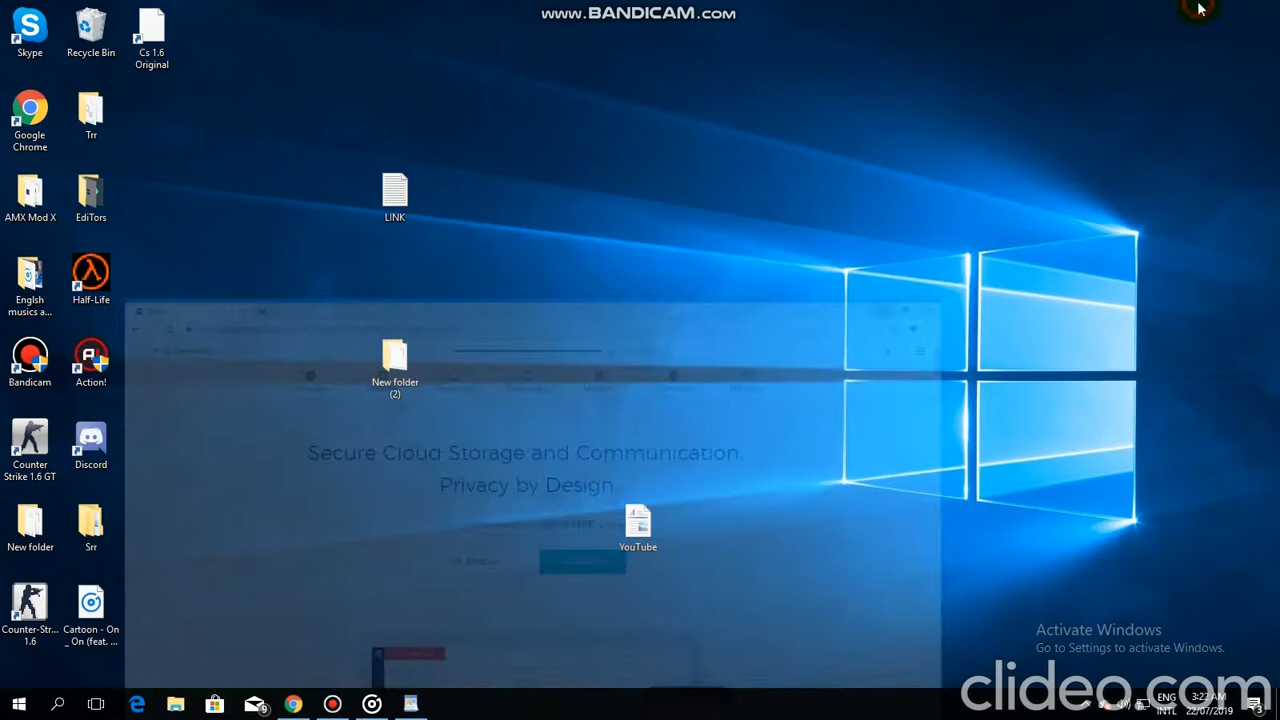 www.BANDICAM.com
Skype
Recycle Bin
Cs 1.6
Original
Google
Chrome
Trr
AMX Mod X
EdiTors
LINK
Englsh
musics a...
Half-Life
Bandicam
Action!
New folder
(2)
Counter
Strike 1.6 GT
Discord
Secure Cloud Storage and Communication.
Privacy by Design
New folder
Srr
YouTube
Counter-Str...
1.6
Cartoon - On
_ On (feat. ...
Activate Windows
Go to Settings to activate Windows.
clideo.com
9
ENG
INTL
3:22 AM
22/07/2019
3